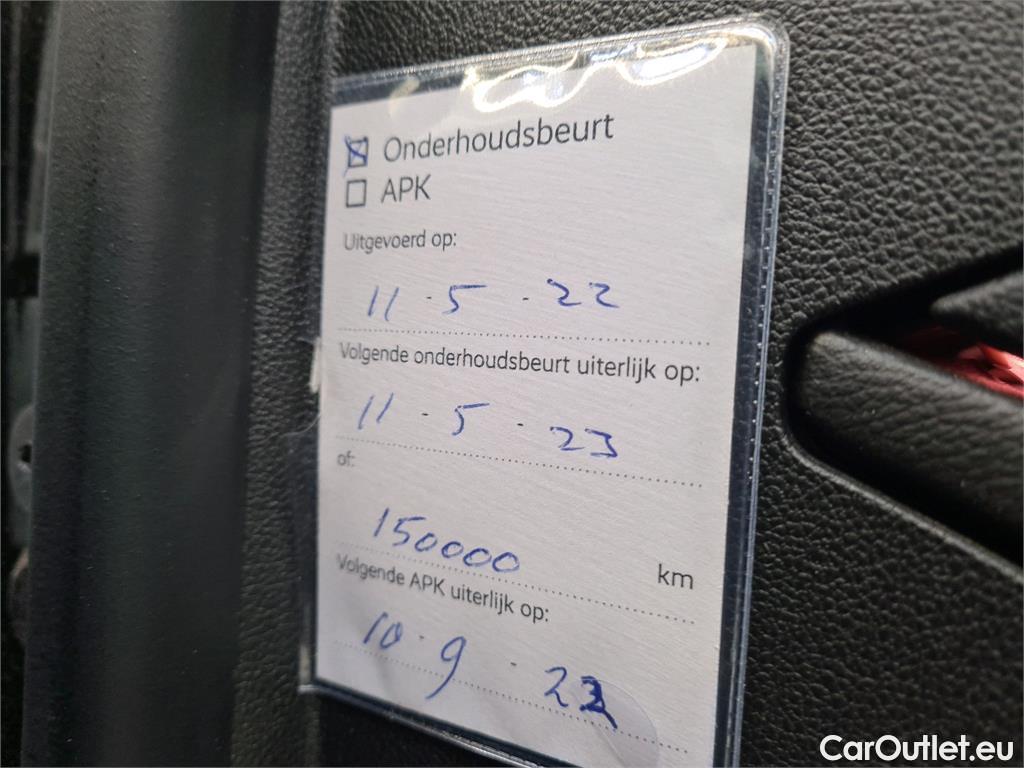 Onderhoudsbeurt
APK
Uitgevoerd op:
11 · 5 · 22
Volgende onderhoudsbeurt uiterlijk op:
11 · 5 · 23
of:
150000 km
Volgende APK uiterlijk op:
10 · 9 ·
CarOutlet.eu